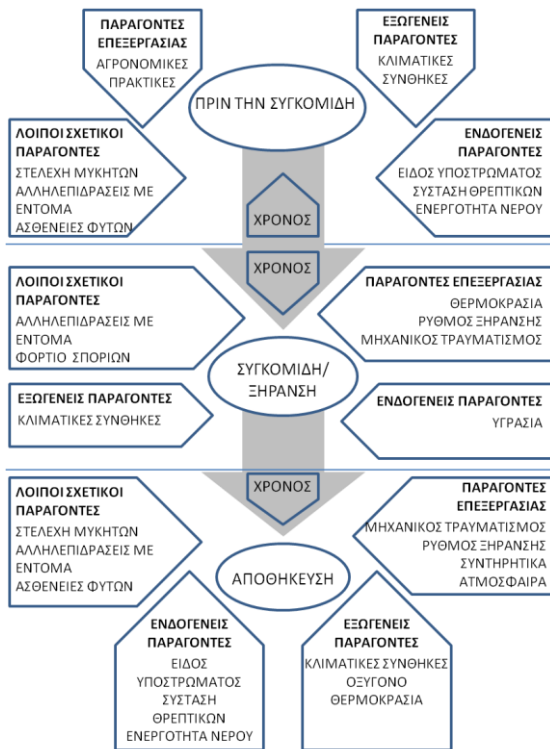 ΠΑΡΑΓΟΝΤΕΣ
ΕΠΕΞΕΡΓΑΣΙΑΣ
ΑΓΡΟΝΟΜΙΚΕΣ
ΠΡΑΚΤΙΚΕΣ
ΕΞΩΓΕΝΕΙΣ
ΠΑΡΑΓΟΝΤΕΣ
ΚΛΙΜΑΤΙΚΕΣ
ΣΥΝΘΗΚΕΣ
ΠΡΙΝ ΤΗΝ ΣΥΓΚΟΜΙΔΗ
ΛΟΙΠΟΙ ΣΧΕΤΙΚΟΙ
ΠΑΡΑΓΟΝΤΕΣ
ΣΤΕΛΕΧΗ ΜΥΚΗΤΩΝ
ΑΛΛΗΛΕΠΙΔΡΑΣΕΙΣ ΜΕ
ΕΝΤΟΜΑ
ΑΣΘΕΝΕΙΕΣ ΦΥΤΩΝ
ΕΝΔΟΓΕΝΕΙΣ
ΠΑΡΑΓΟΝΤΕΣ
ΕΙΔΟΣ ΥΠΟΣΤΡΩΜΑΤΟΣ
ΣΥΣΤΑΣΗ ΘΡΕΠΤΙΚΩΝ
ΕΝΕΡΓΟΤΗΤΑ ΝΕΡΟΥ
ΧΡΟΝΟΣ
ΧΡΟΝΟΣ
ΛΟΙΠΟΙ ΣΧΕΤΙΚΟΙ
ΠΑΡΑΓΟΝΤΕΣ
ΑΛΛΗΛΕΠΙΔΡΑΣΕΙΣ ΜΕ
ΕΝΤΟΜΑ
ΦΟΡΤΙΟ ΣΠΟΡΙΩΝ
ΠΑΡΑΓΟΝΤΕΣ ΕΠΕΞΕΡΓΑΣΙΑΣ
ΘΕΡΜΟΚΡΑΣΙΑ
ΡΥΘΜΟΣ ΞΗΡΑΝΣΗΣ
ΜΗΧΑΝΙΚΟΣ ΤΡΑΥΜΑΤΙΣΜΟΣ
ΣΥΓΚΟΜΙΔΗ/
ΞΗΡΑΝΣΗ
ΕΞΩΓΕΝΕΙΣ ΠΑΡΑΓΟΝΤΕΣ
ΚΛΙΜΑΤΙΚΕΣ ΣΥΝΘΗΚΕΣ
ΕΝΔΟΓΕΝΕΙΣ ΠΑΡΑΓΟΝΤΕΣ
ΥΓΡΑΣΙΑ
ΧΡΟΝΟΣ
ΛΟΙΠΟΙ ΣΧΕΤΙΚΟΙ
ΠΑΡΑΓΟΝΤΕΣ
ΣΤΕΛΕΧΗ ΜΥΚΗΤΩΝ
ΑΛΛΗΛΕΠΙΔΡΑΣΕΙΣ ΜΕ
ΕΝΤΟΜΑ
ΑΣΘΕΝΕΙΕΣ ΦΥΤΩΝ
ΠΑΡΑΓΟΝΤΕΣ
ΕΠΕΞΕΡΓΑΣΙΑΣ
ΜΗΧΑΝΙΚΟΣ ΤΡΑΥΜΑΤΙΣΜΟΣ
ΡΥΘΜΟΣ ΞΗΡΑΝΣΗΣ
ΣΥΝΤΗΡΗΤΙΚΑ
ΑΤΜΟΣΦΑΙΡΑ
ΑΠΟΘΗΚΕΥΣΗ
ΕΝΔΟΓΕΝΕΙΣ
ΠΑΡΑΓΟΝΤΕΣ
ΕΙΔΟΣ
ΥΠΟΣΤΡΩΜΑΤΟΣ
ΣΥΣΤΑΣΗ
ΘΡΕΠΤΙΚΩΝ
ΕΝΕΡΓΟΤΗΤΑ ΝΕΡΟΥ
ΕΞΩΓΕΝΕΙΣ
ΠΑΡΑΓΟΝΤΕΣ
ΚΛΙΜΑΤΙΚΕΣ ΣΥΝΘΗΚΕΣ
ΟΞΥΓΟΝΟ
ΘΕΡΜΟΚΡΑΣΙΑ